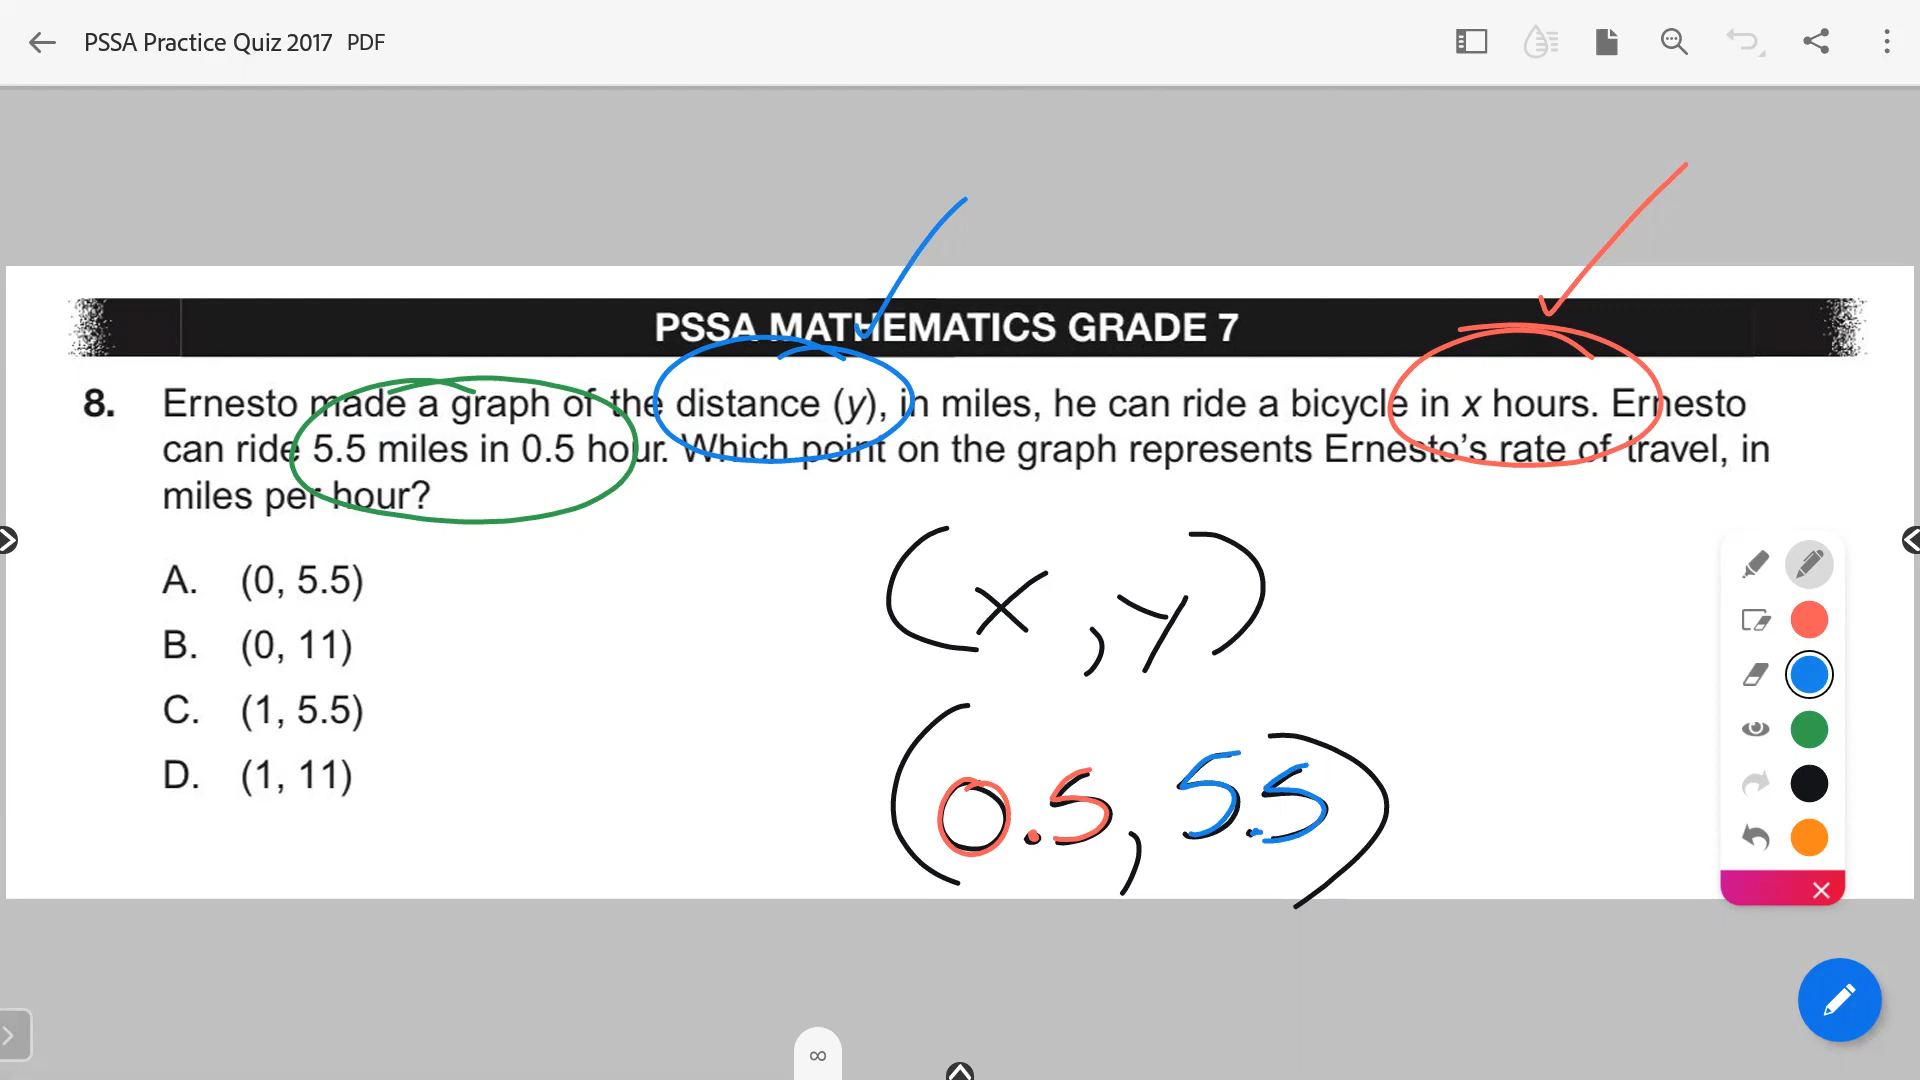 PSSA Practice Quiz 2017 PDF
PSSA MATHEMATICS GRADE 7
8. Ernesto made a graph of the distance (y), in miles, he can ride a bicycle in x hours. Ernesto
can ride 5.5 miles in 0.5 hour. Which point on the graph represents Ernesto’s rate of travel, in
miles per hour?
A. (0, 5.5)
B. (0, 11)
C. (1, 5.5)
D. (1, 11)
(x, y)
(0.5, 5.5)
∞